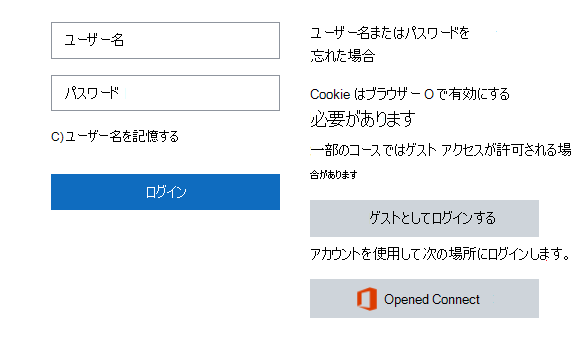 ユーザー名
パスワード
C)ユーザー名を記憶する
ログイン
ユーザー名またはパスワードを
忘れた場合
Cookie はブラウザー O で有効にする
必要があります
一部のコースではゲスト アクセスが許可される場
合があります
ゲストとしてログインする
アカウントを使用して次の場所にログインします。
Opened Connect